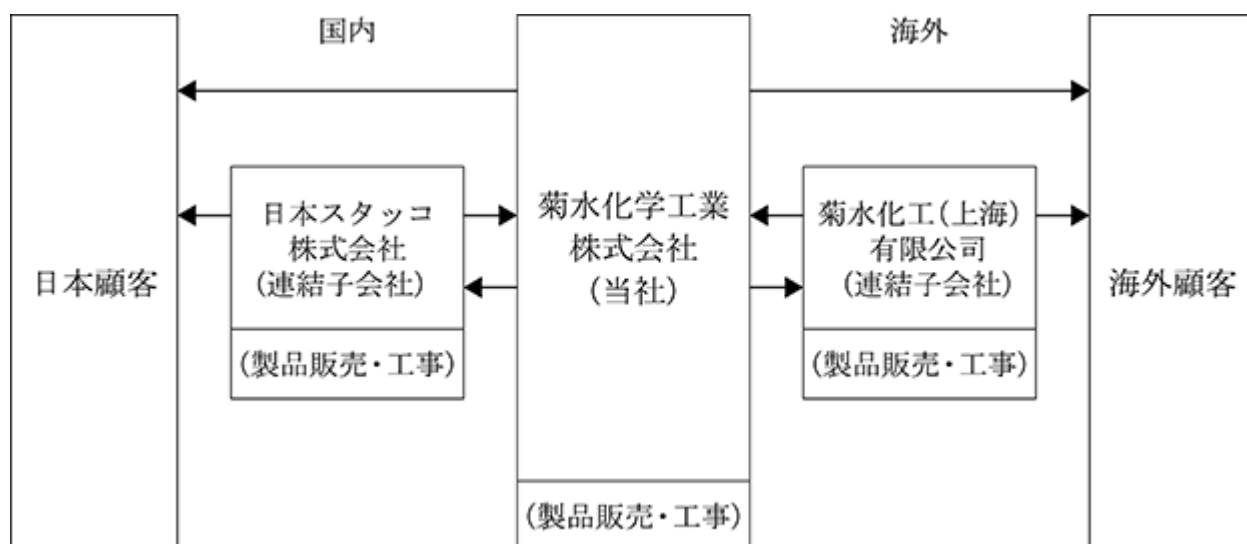 国内
海外
日本顧客
日本スタッコ
株式会社
(連結子会社)
(製品販売・工事)
菊水化学工業
株式会社
(当社)
(製品販売・工事)
菊水化工(上海)
有限公司
(連結子会社)
(製品販売・工事)
海外顧客